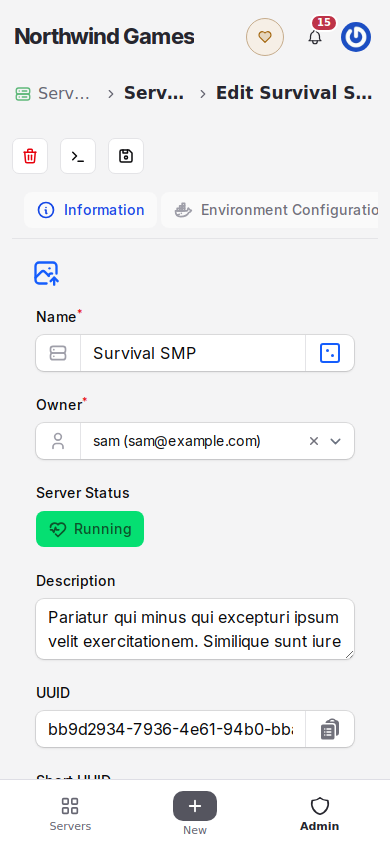 Northwind Games
15
Serv… › Serv… › Edit Survival S…
Information
Environment Configuratio
Name*
Survival SMP
Owner*
sam (sam@example.com)
Server Status
Running
Description
Pariatur qui minus qui excepturi ipsum
velit exercitationem. Similique sunt iure
UUID
bb9d2934-7936-4e61-94b0-bba
Short UUID
Servers
New
Admin